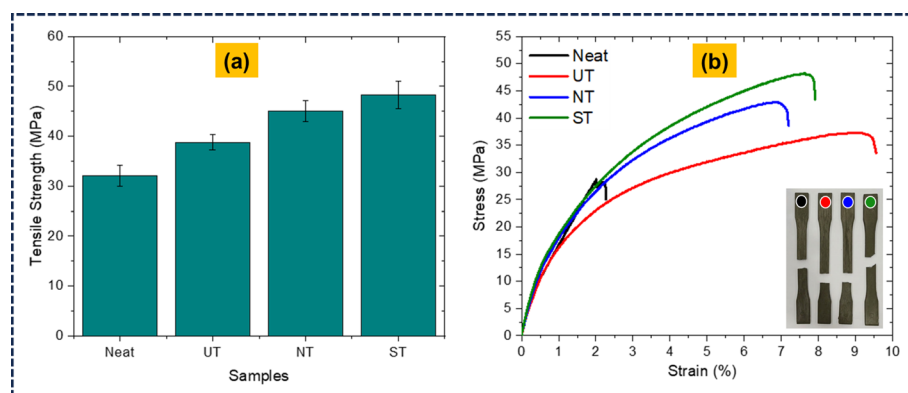 (a)
Tensile Strength (MPa)
60
50
40
30
20
10
0
Neat
UT
NT
ST
Samples
(b)
Neat
UT
NT
ST
Stress (MPa)
55
50
45
40
35
30
25
20
15
10
5
0
0
1
2
3
4
5
6
7
8
9
10
Strain (%)